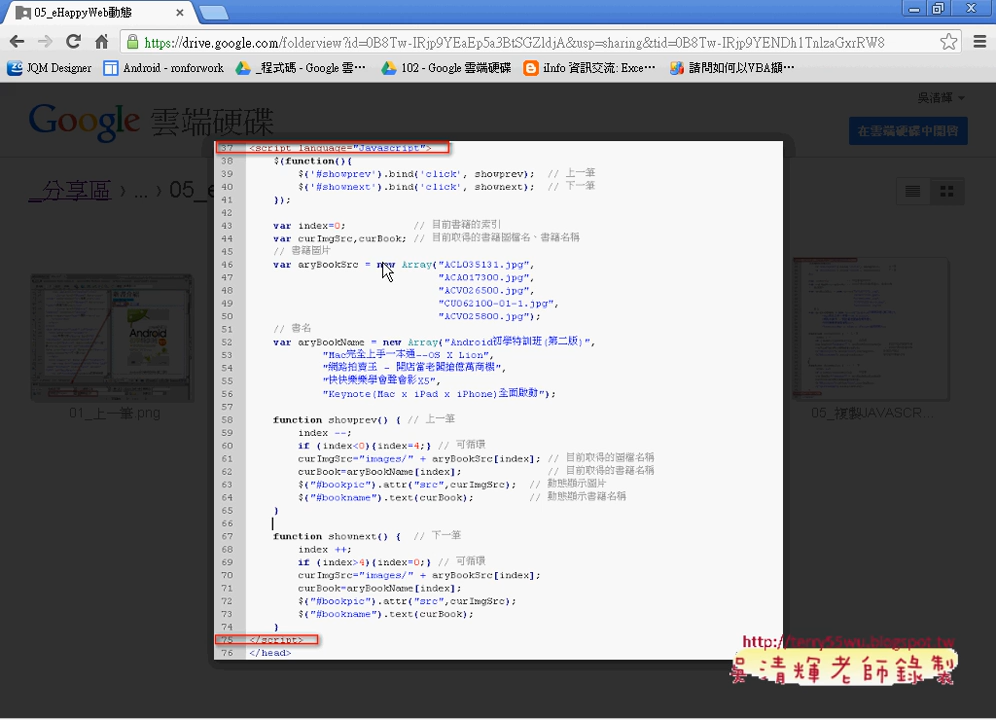 05_eHappyWeb動態
https://drive.google.com/folderview?id=0B8Tw-IRjp9YEaEp5a3BtSGZldjA&usp=sharing&tid=0B8Tw-IRjp9YENDh1TnlzaGxrRW8
JQM Designer
Android - ronforwork
_程式碼 - Google 雲…
102 - Google 雲端硬碟
iInfo 資訊交流: Exce…
請問如何以VBA擷…
吳清輝
Google 雲端硬碟
在雲端硬碟中開啟
_分享區 › ... › 05_e
37 <script language="Javascript">
38 $(function(){
39 $('#showprev').bind('click', showprev); // 上一筆
40 $('#shownext').bind('click', shownext); // 下一筆
41 });
42
43 var index=0; // 目前書籍的索引
44 var curImgSrc,curBook; // 目前取得的書籍圖檔名、書籍名稱
45 // 書籍圖片
46 var aryBookSrc = new Array("ACL035131.jpg",
47 "ACA017300.jpg",
48 "ACV026500.jpg",
49 "CU062100-01-1.jpg",
50 "ACV025800.jpg");
51 // 書名
52 var aryBookName = new Array("Android初學特訓班(第二版)",
53 "Mac完全上手一本通--OS X Lion",
54 "網路拍賣王 - 開店當老闆搶億萬商機",
55 "快快樂樂學會聲會影X5",
56 "Keynote(Mac x iPad x iPhone)全面啟動");
57
58 function showprev() { // 上一筆
59 index --;
60 if (index<0){index=4;} // 可循環
61 curImgSrc="images/" + aryBookSrc[index]; // 目前取得的圖檔名稱
62 curBook=aryBookName[index]; // 目前取得的書籍名稱
63 $("#bookpic").attr("src",curImgSrc); // 動態顯示圖片
64 $("#bookname").text(curBook); // 動態顯示書籍名稱
65 }
66
67 function shownext() { // 下一筆
68 index ++;
69 if (index>4){index=0;} // 可循環
70 curImgSrc="images/" + aryBookSrc[index];
71 curBook=aryBookName[index];
72 $("#bookpic").attr("src",curImgSrc);
73 $("#bookname").text(curBook);
74 }
75 </script>
76 </head>
01_上一筆.png
05_複製JAVASCR...
http://terry55wu.blogspot.tw
吳清輝老師錄製